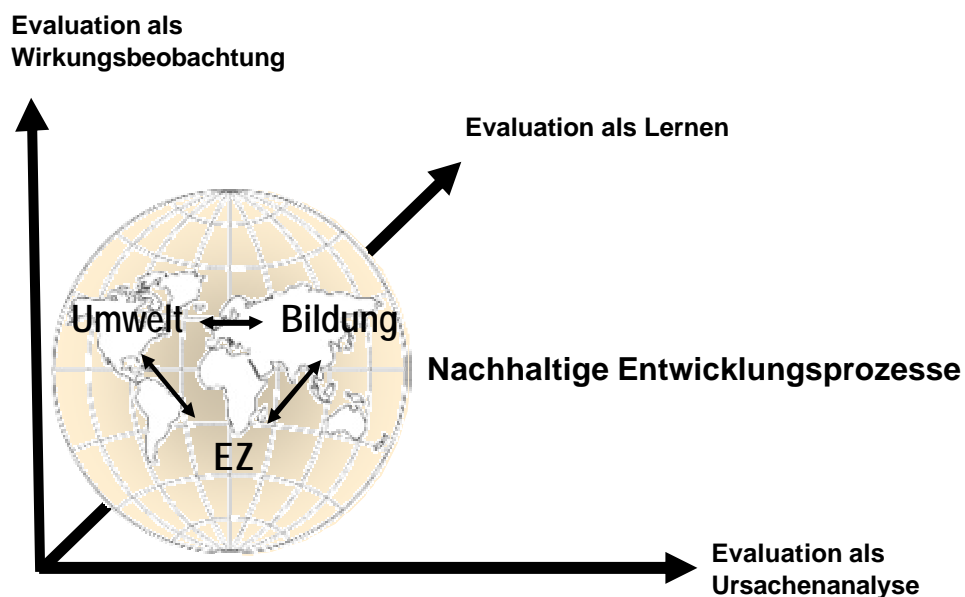 Evaluation als
Wirkungsbeobachtung
Evaluation als Lernen
Umwelt
Bildung
Nachhaltige Entwicklungsprozesse
EZ
Evaluation als
Ursachenanalyse